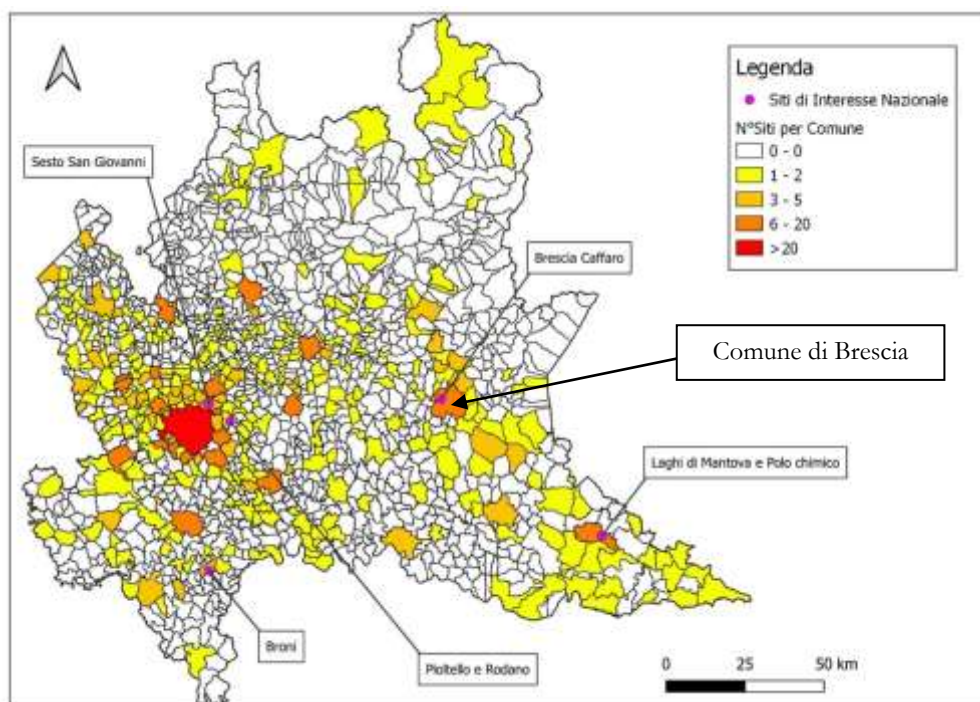 Legenda
Siti di Interesse Nazionale
N°Siti per Comune
0 - 0
1 - 2
3 - 5
6 - 20
>20
Sesto San Giovanni
Brescia Caffaro
Comune di Brescia
Laghi di Mantova e Polo chimico
Broni
Pioltello e Rodano
0 25 50 km